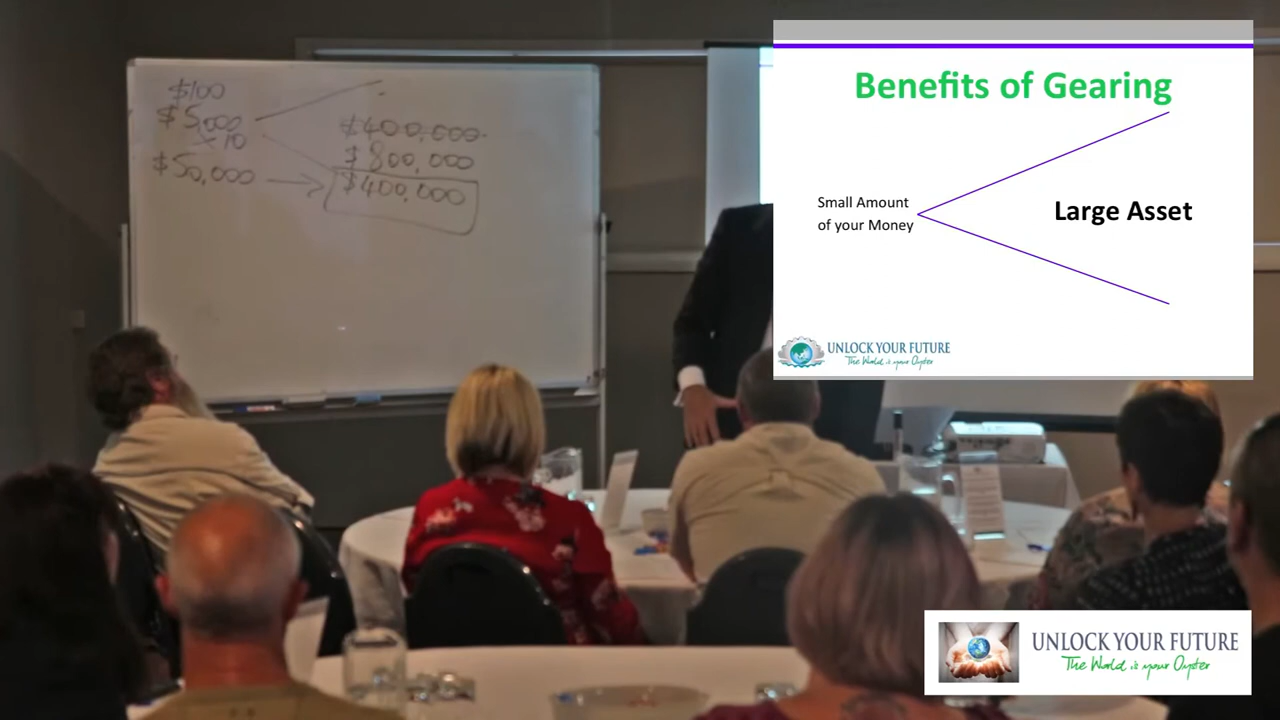 $100
$5,000
x 10
$50,000
$400,000
$800,000
$400,000
Benefits of Gearing
Small Amount
of your Money
Large Asset
UNLOCK YOUR FUTURE
The World is your Oyster
UNLOCK YOUR FUTURE
The World is your Oyster